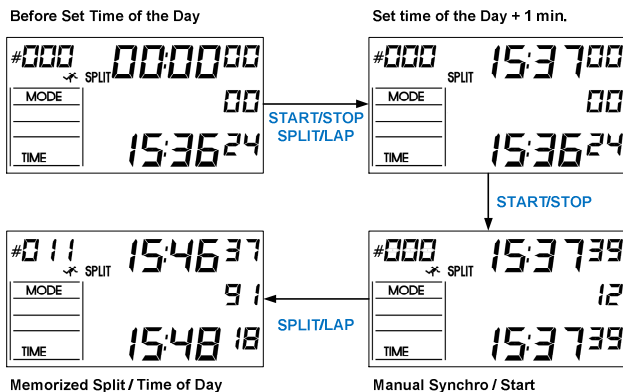 Before Set Time of the Day
#000 SPLIT 00:00 00
MODE
00
TIME 15:36 24
START/STOP
SPLIT/LAP
Set time of the Day + 1 min.
#000 SPLIT 15:37 00
MODE
00
TIME 15:36 24
START/STOP
#000 SPLIT 15:37 39
MODE
12
TIME 15:37 39
Manual Synchro / Start
SPLIT/LAP
#011 SPLIT 15:46 37
MODE
91
TIME 15:48 18
Memorized Split / Time of Day